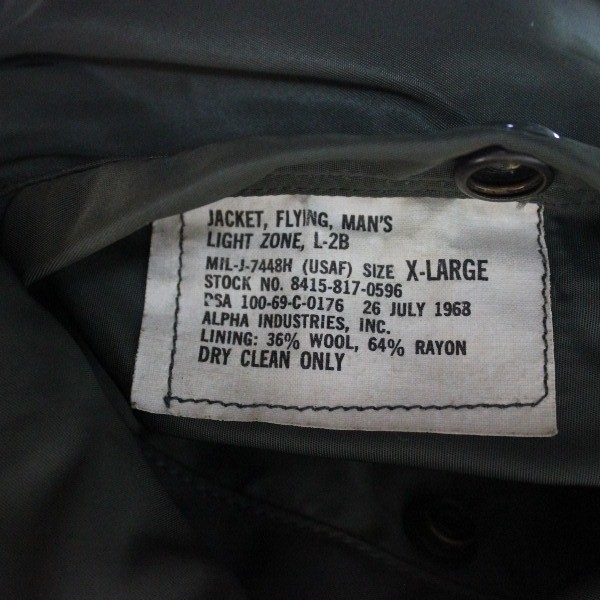 JACKET, FLYING, MAN'S
LIGHT ZONE, L-2B
MIL-J-7448H (USAF) SIZE X-LARGE
STOCK NO. 8415-817-0596
DSA 100-69-C-0176 26 JULY 1968
ALPHA INDUSTRIES, INC.
LINING: 36% WOOL, 64% RAYON
DRY CLEAN ONLY